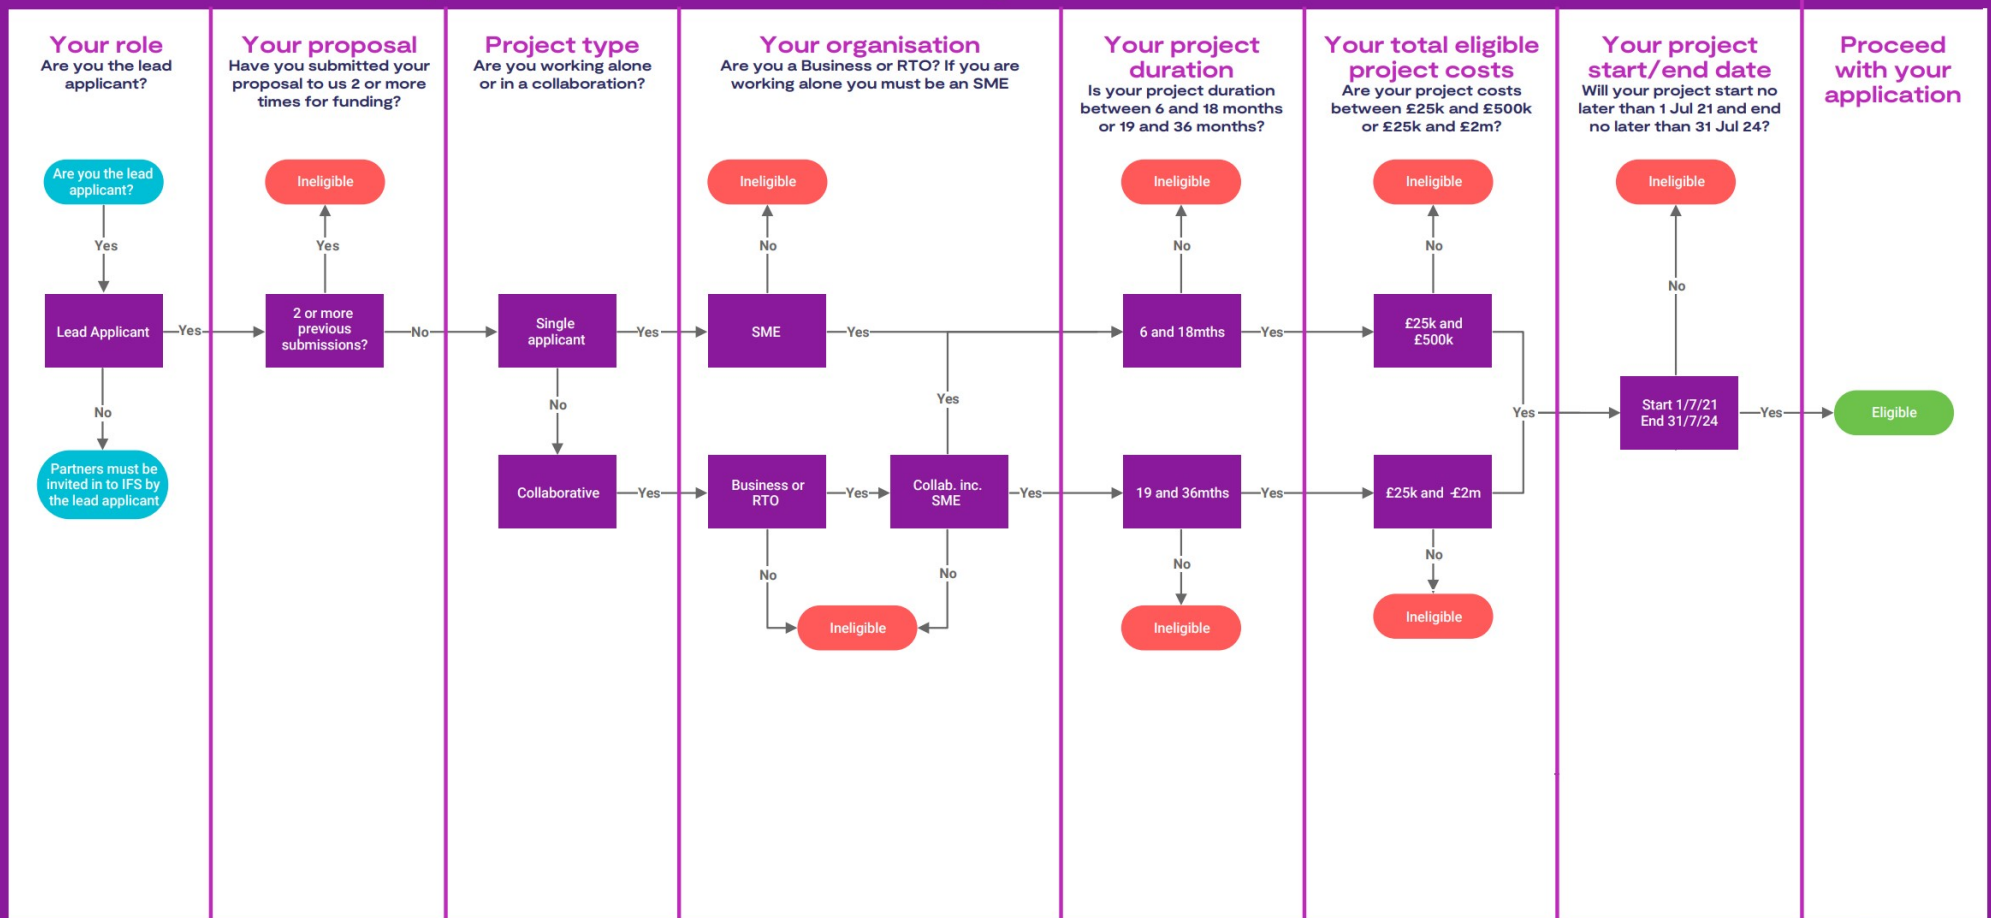 Your role
Are you the lead
applicant?
Your proposal
Have you submitted your
proposal to us 2 or more
times for funding?
Project type
Are you working alone
or in a collaboration?
Your organisation
Are you a Business or RTO? If you are
working alone you must be an SME
Your project
duration
Is your project duration
between 6 and 18 months
or 19 and 36 months?
Your total eligible
project costs
Are your project costs
between £25k and £500k
or £25k and £2m?
Your project
start/end date
Will your project start no
later than 1 Jul 21 and end
no later than 31 Jul 24?
Proceed
with your
application
Are you the lead
applicant?
Yes
Lead Applicant
Yes
No
Partners must be
invited in to IFS by
the lead applicant
Ineligible
Yes
2 or more
previous
submissions?
No
Single
applicant
Yes
No
Collaborative
Yes
Ineligible
No
SME
Yes
Yes
Business or
RTO
Yes
Collab. inc.
SME
Yes
No
No
Ineligible
Ineligible
No
6 and 18mths
Yes
19 and 36mths
Yes
No
Ineligible
Ineligible
No
£25k and
£500k
Yes
£25k and -£2m
No
Ineligible
Ineligible
No
Start 1/7/21
End 31/7/24
Yes
Eligible